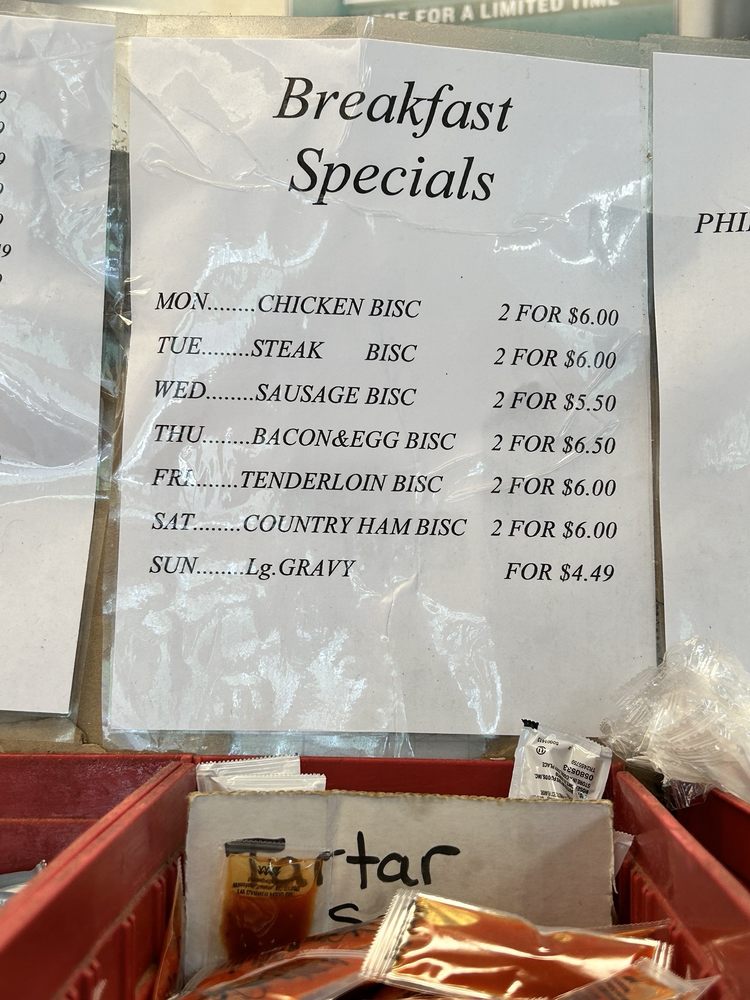 FOR A LIMITED TIME
Breakfast
Specials
MON........CHICKEN BISC 2 FOR $6.00
TUE........STEAK BISC 2 FOR $6.00
WED........SAUSAGE BISC 2 FOR $5.50
THU........BACON&EGG BISC 2 FOR $6.50
FRI........TENDERLOIN BISC 2 FOR $6.00
SAT........COUNTRY HAM BISC 2 FOR $6.00
SUN........Lg.GRAVY FOR $4.49
PHI
Tartar